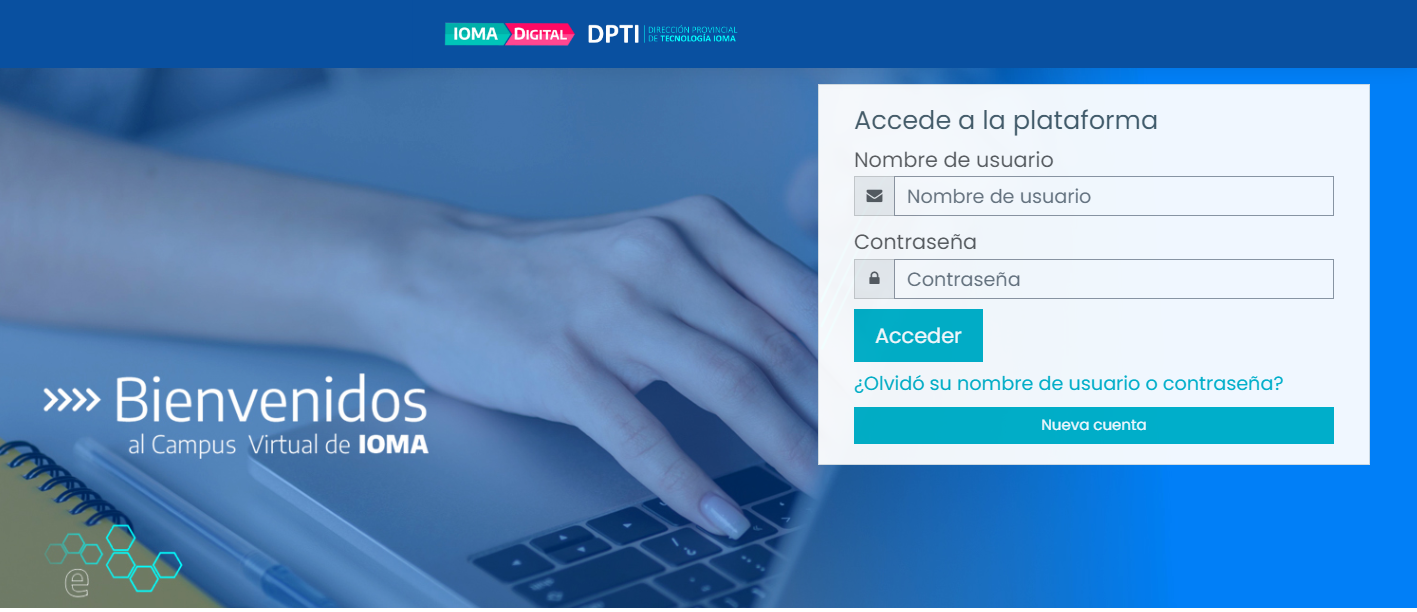 IOMA DIGITAL DPTI DIRECCIÓN PROVINCIAL
DE TECNOLOGÍA IOMA
Accede a la plataforma
Nombre de usuario
Nombre de usuario
Contraseña
Contraseña
Acceder
¿Olvidó su nombre de usuario o contraseña?
Nueva cuenta
»» Bienvenidos
al Campus Virtual de IOMA
e